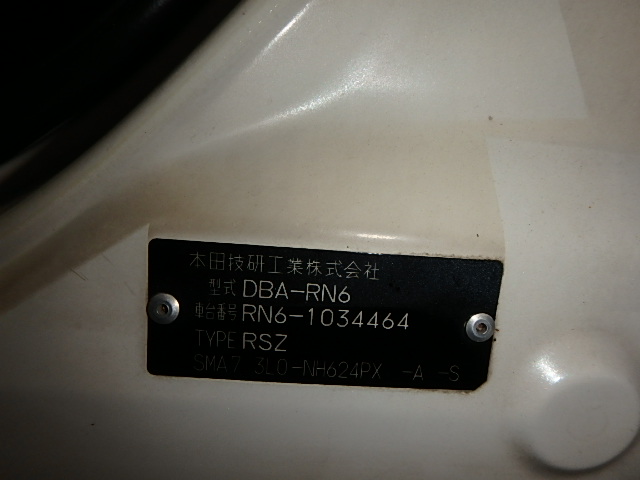 本田技研工業株式会社
型式 DBA-RN6
車台番号 RN6-1034464
TYPE RSZ
SMA7 3L0-NH624PX -A -S